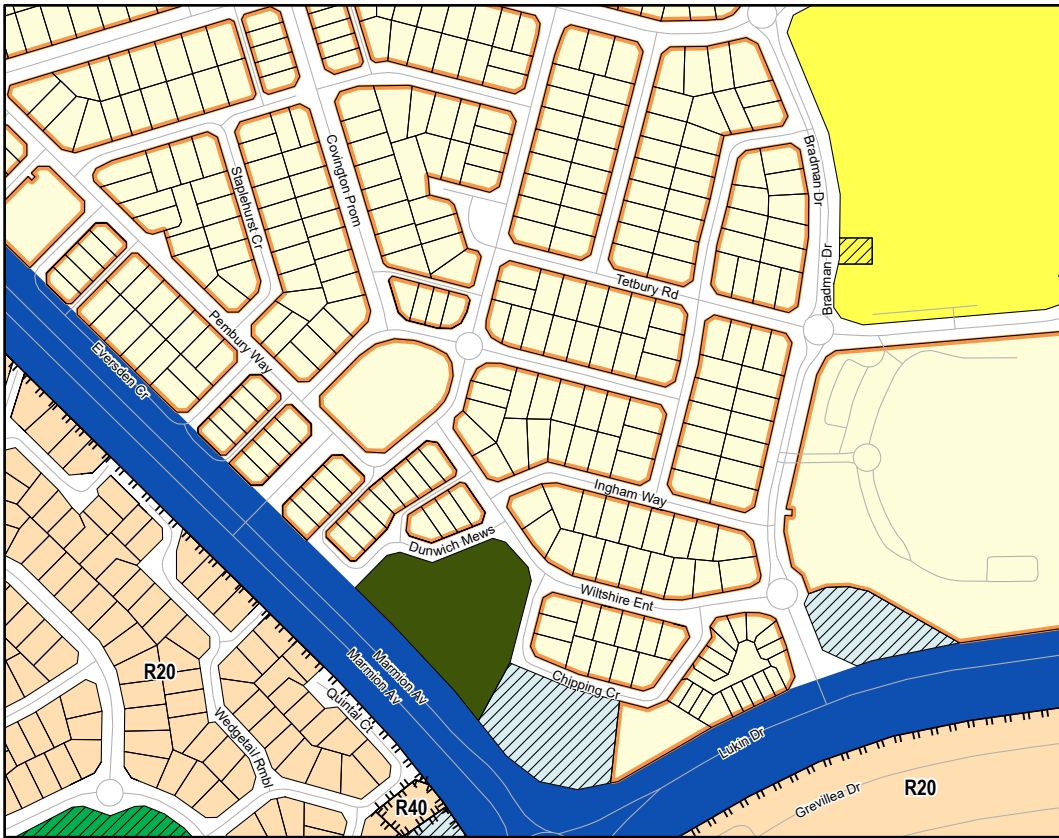 Bradman Dr
Covington Prom
Staplehurst Cr
Bradman Dr
Tetbury Rd
Pembury Way
Eversden Cr
Ingham Way
Dunwich Mews
Wiltshire Ent
R20
Marmion Av
Marmion Av
Chipping Cr
Quintal Ct
Wedgetail Rmbl
Lukin Dr
R20
Grevillea Dr
R40